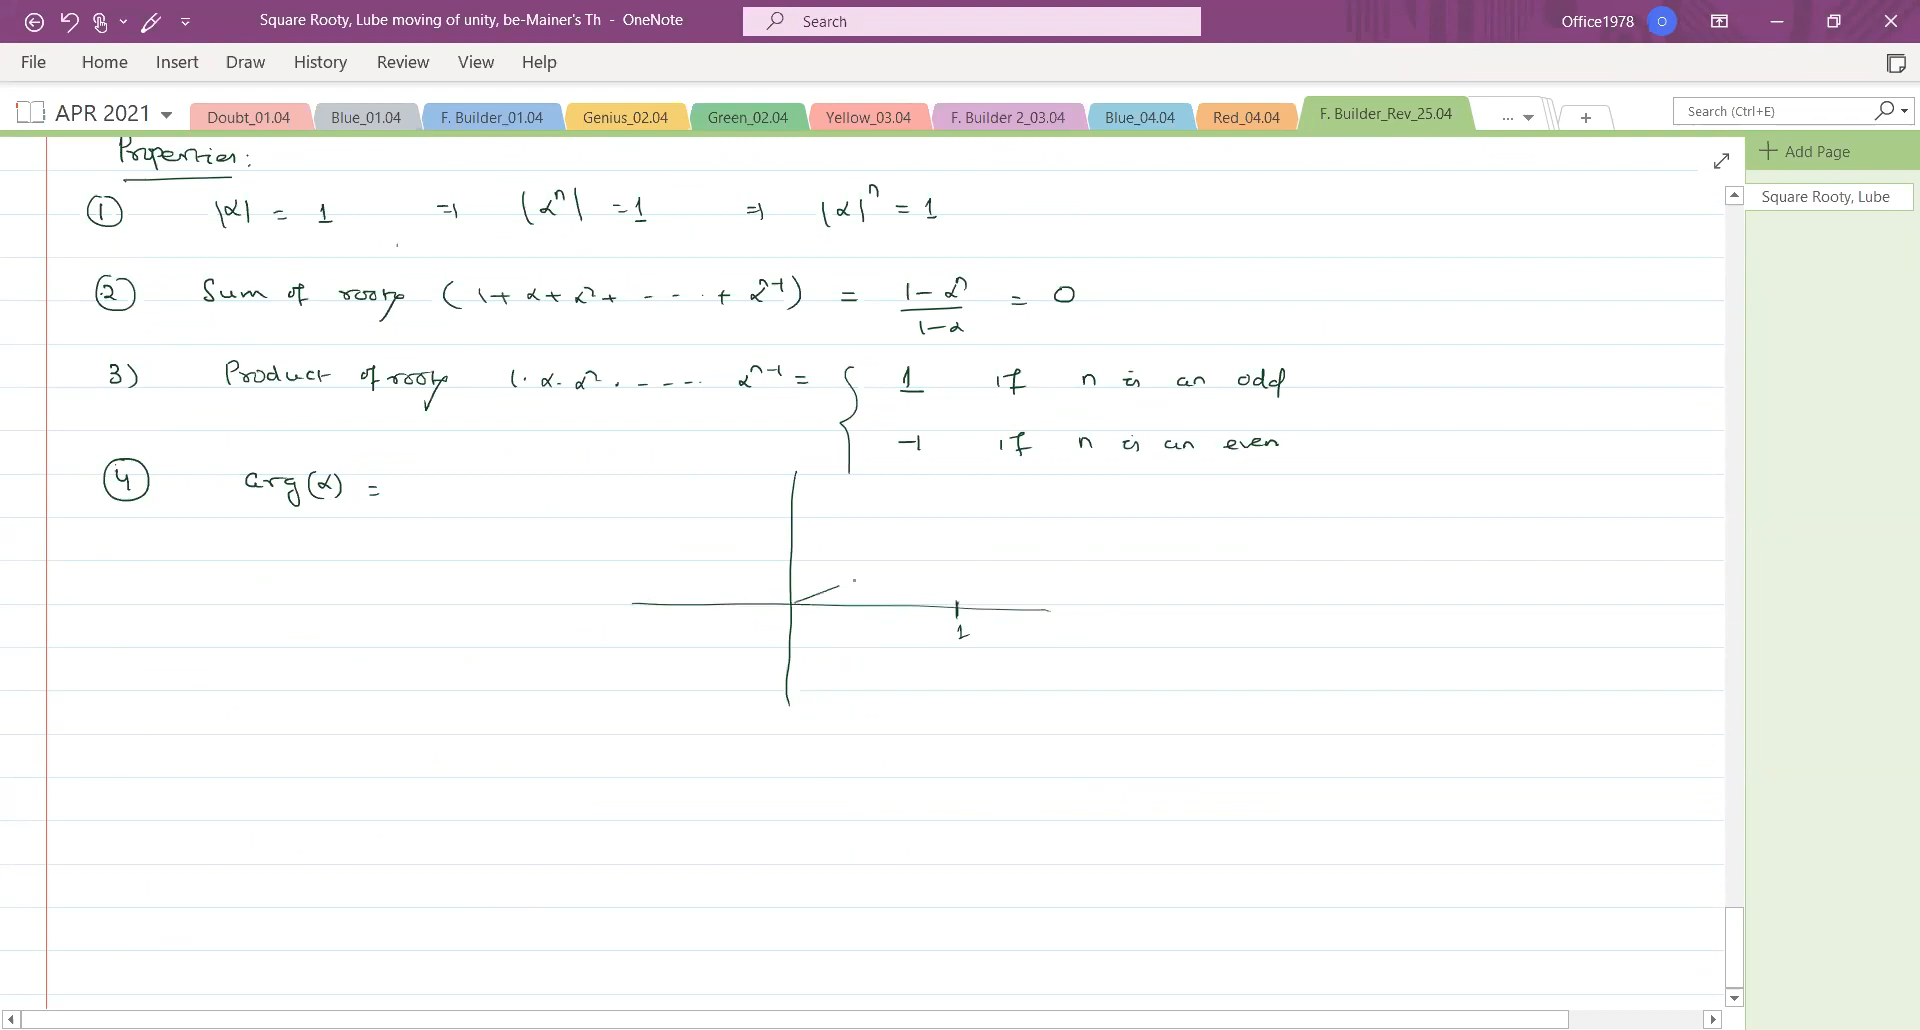 Square Rooty, Lube moving of unity, be-Mainer's Th - OneNote
Search
Office1978 O
File Home Insert Draw History Review View Help
APR 2021 Doubt_01.04 Blue_01.04 F. Builder_01.04 Genius_02.04 Green_02.04 Yellow_03.04 F. Builder 2_03.04 Blue_04.04 Red_04.04 F. Builder_Rev_25.04 ... + Search (Ctrl+E)
+ Add Page
Square Rooty, Lube
Properties:
① |α| = 1 ⇒ |αⁿ| = 1 ⇒ |α|ⁿ = 1
② Sum of roots (1 + α + α² + - - - + αⁿ⁻¹) = (1 - αⁿ)/(1 - α) = 0
3) Product of roots 1 · α · α² · - - - - αⁿ⁻¹ = { 1 if n is an odd
-1 if n is an even
④ arg(α) =
1